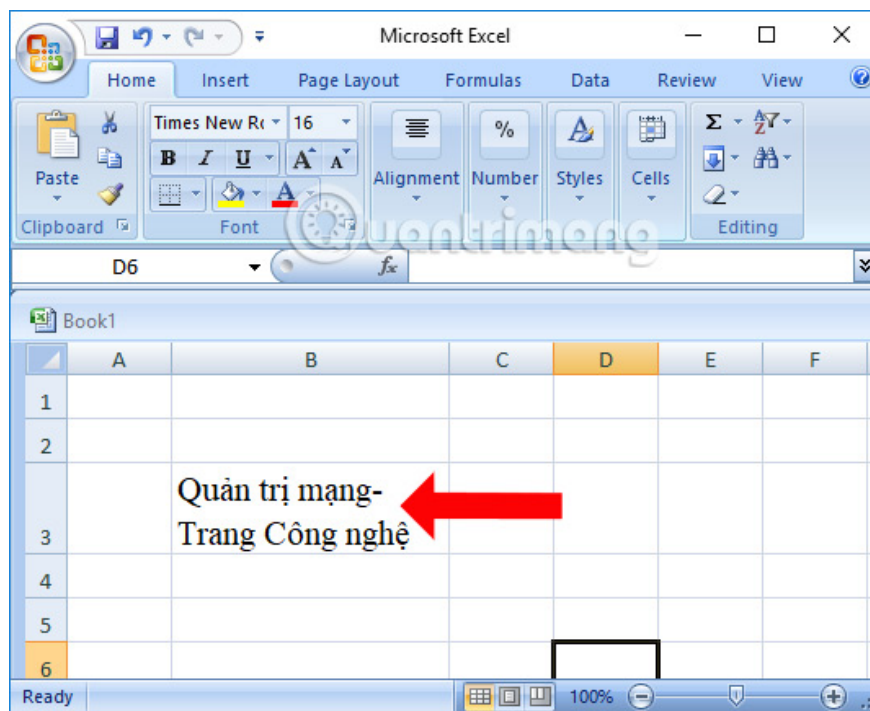 Microsoft Excel
Home Insert Page Layout Formulas Data Review View
Times New Ro 16
B I U A A
Paste
Alignment Number Styles Cells
% Σ A Z
A A
Clipboard Font Editing
Quantrimang
D6 fx
Book1
A B C D E F
1
2
3 Quản trị mạng-
Trang Công nghệ
4
5
6
Ready 100%